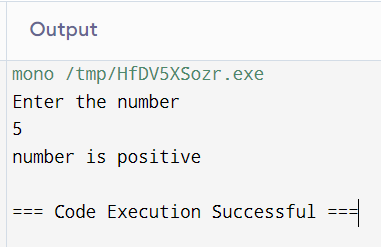 Output
mono /tmp/HfDV5XSozr.exe
Enter the number
5
number is positive
=== Code Execution Successful ===